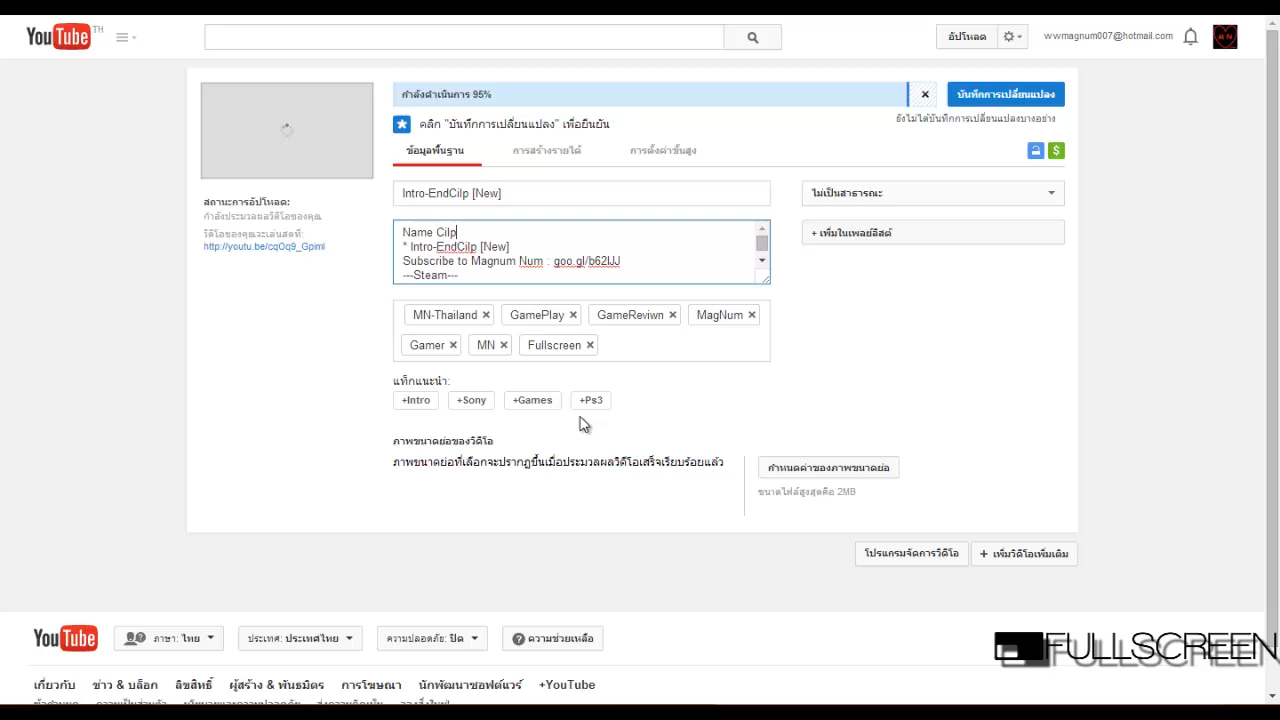 YouTube TH
อัปโหลด
wwmagnum007@hotmail.com
กำลังดำเนินการ 95%
บันทึกการเปลี่ยนแปลง
คลิก "บันทึกการเปลี่ยนแปลง" เพื่อยืนยัน
ยังไม่ได้บันทึกการเปลี่ยนแปลงบางอย่าง
ข้อมูลพื้นฐาน
การสร้างรายได้
การตั้งค่าขั้นสูง
สถานะการอัปโหลด:
กำลังประมวลผลวิดีโอของคุณ
วิดีโอของคุณจะเล่นสดที่:
http://youtu.be/cqOq9_GpimI
Intro-EndCilp [New]
ไม่เป็นสาธารณะ
Name Cilp
* Intro-EndCilp [New]
Subscribe to Magnum Num : goo.gl/b62IJJ
---Steam---
+ เพิ่มในเพลย์ลิสต์
MN-Thailand
GamePlay
GameReviwn
MagNum
Gamer
MN
Fullscreen
แท็กแนะนำ:
+Intro
+Sony
+Games
+Ps3
ภาพขนาดย่อของวิดีโอ
ภาพขนาดย่อที่เลือกจะปรากฏขึ้นเมื่อประมวลผลวิดีโอเสร็จเรียบร้อยแล้ว
กำหนดค่าของภาพขนาดย่อ
ขนาดไฟล์สูงสุดคือ 2MB
โปรแกรมจัดการวิดีโอ
+ เพิ่มวิดีโอเพิ่มเติม
YouTube
ภาษา: ไทย
ประเทศ: ประเทศไทย
ความปลอดภัย: ปิด
ความช่วยเหลือ
FULLSCREEN
เกี่ยวกับ
ข่าว & บล็อก
ลิขสิทธิ์
ผู้สร้าง & พันธมิตร
การโฆษณา
นักพัฒนาซอฟต์แวร์
+YouTube